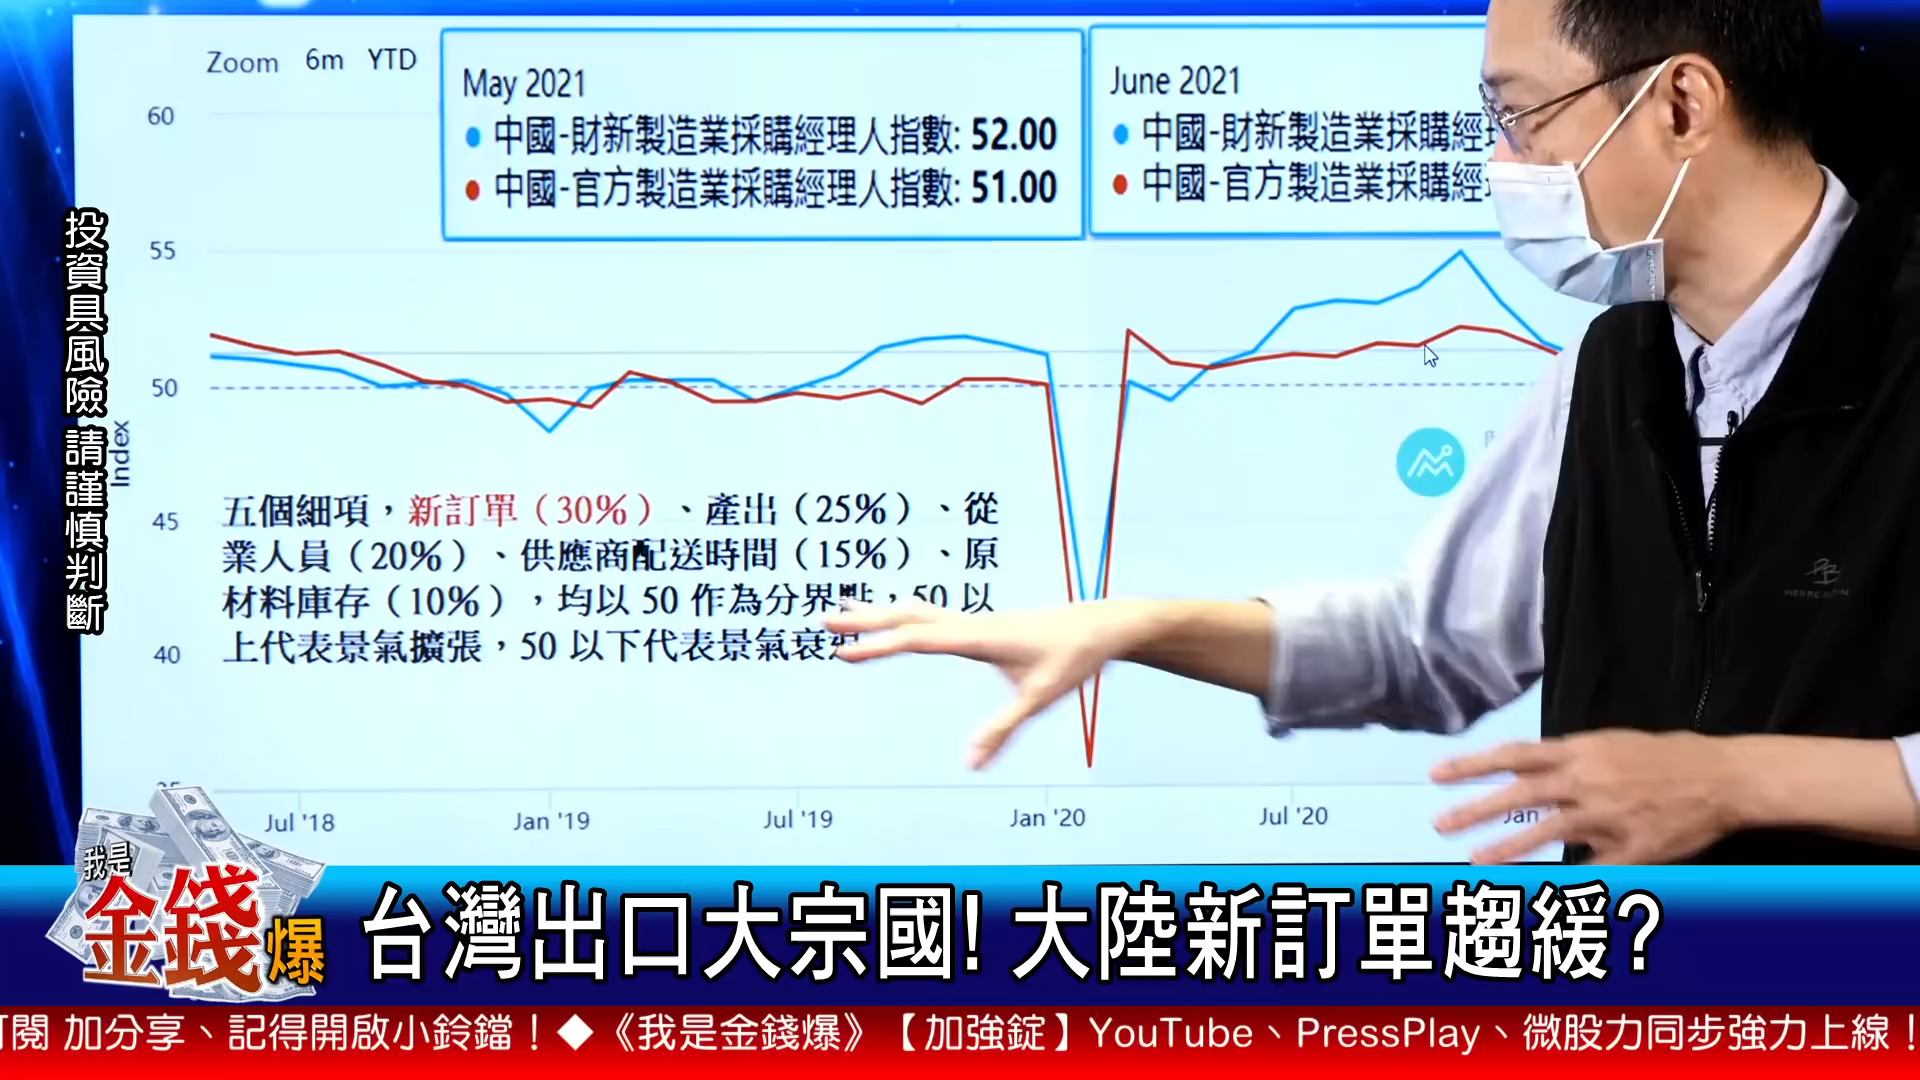 Zoom 6m YTD
May 2021
中國-財新製造業採購經理人指數: 52.00
中國-官方製造業採購經理人指數: 51.00
June 2021
中國-財新製造業採購經
中國-官方製造業採購經
60
55
50
45
40
Index
投資具風險 請謹慎判斷
五個細項，新訂單（30%）、產出（25%）、從
業人員（20%）、供應商配送時間（15%）、原
材料庫存（10%），均以 50 作為分界點，50 以
上代表景氣擴張，50 以下代表景氣衰
Jul '18 Jan '19 Jul '19 Jan '20 Jul '20 Jan
我是
金錢爆
台灣出口大宗國! 大陸新訂單趨緩?
訂閱 加分享、記得開啟小鈴鐺！◆《我是金錢爆》【加強錠】YouTube、PressPlay、微股力同步強力上線！